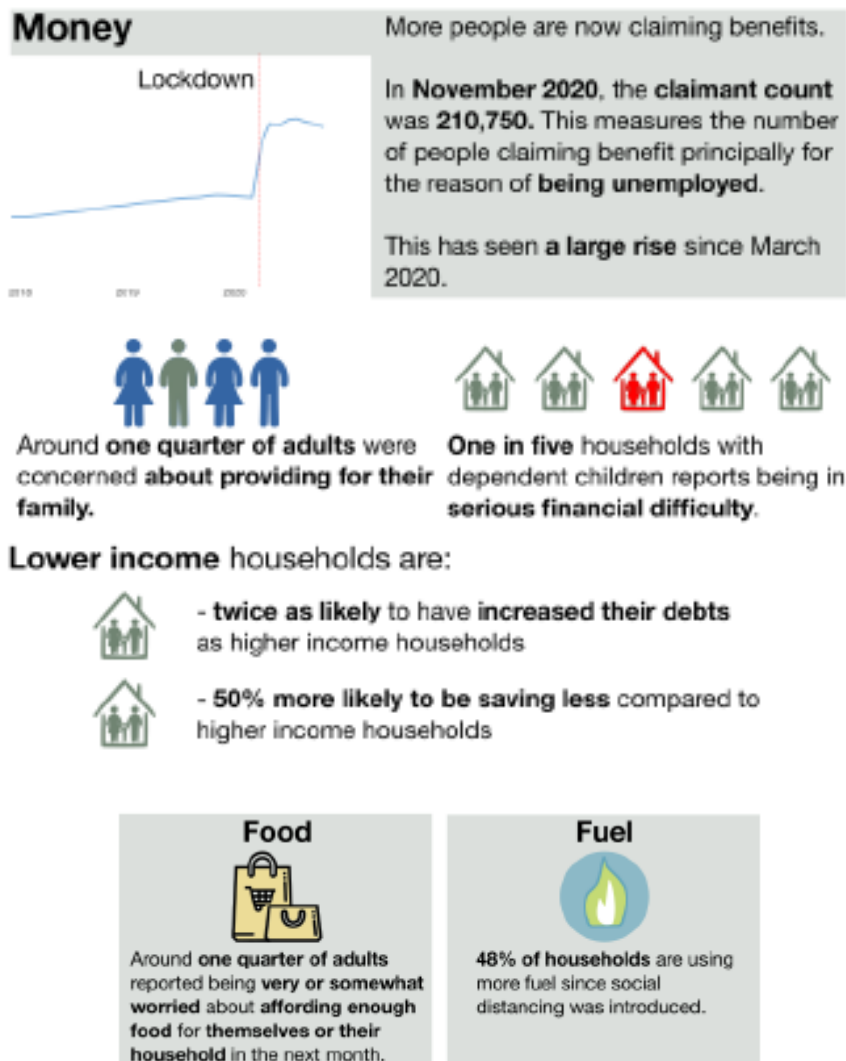 Money
Lockdown
2018
2019
2020
More people are now claiming benefits.
In November 2020, the claimant count
was 210,750. This measures the number
of people claiming benefit principally for
the reason of being unemployed.
This has seen a large rise since March
2020.
Around one quarter of adults were
concerned about providing for their
family.
One in five households with
dependent children reports being in
serious financial difficulty.
Lower income households are:
- twice as likely to have increased their debts
as higher income households
- 50% more likely to be saving less compared to
higher income households
Food
Around one quarter of adults
reported being very or somewhat
worried about affording enough
food for themselves or their
household in the next month.
Fuel
48% of households are using
more fuel since social
distancing was introduced.